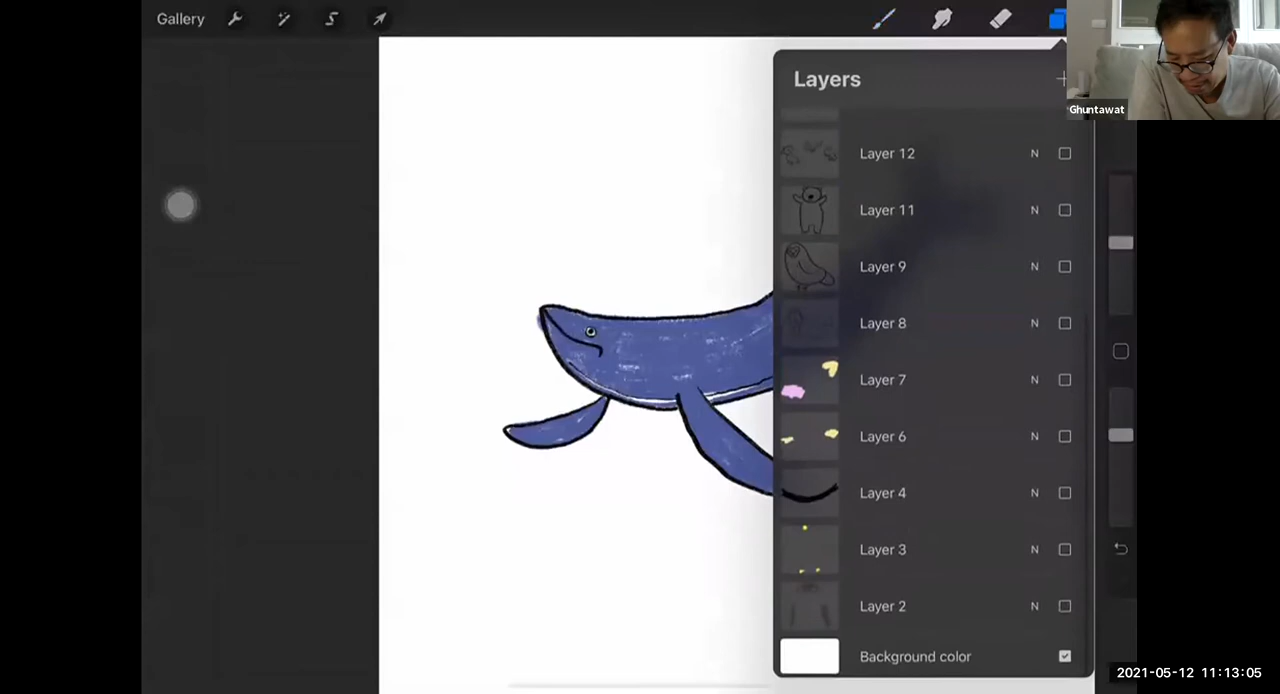 Gallery
Layers
Ghuntawat
Layer 12 N
Layer 11 N
Layer 9 N
Layer 8 N
Layer 7 N
Layer 6 N
Layer 4 N
Layer 3 N
Layer 2 N
Background color
2021-05-12 11:13:05